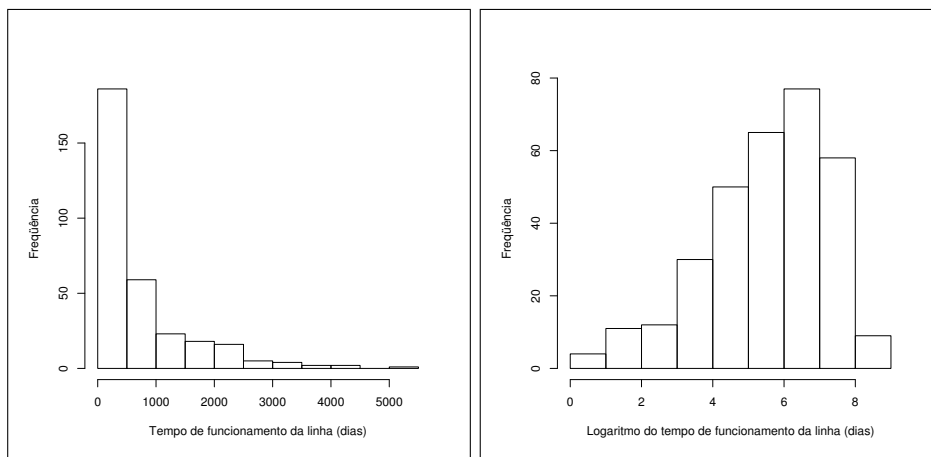 Freqüência
150
100
50
0
0 1000 2000 3000 4000 5000
Tempo de funcionamento da linha (dias)
Freqüência
80
60
40
20
0
0 2 4 6 8
Logaritmo do tempo de funcionamento da linha (dias)